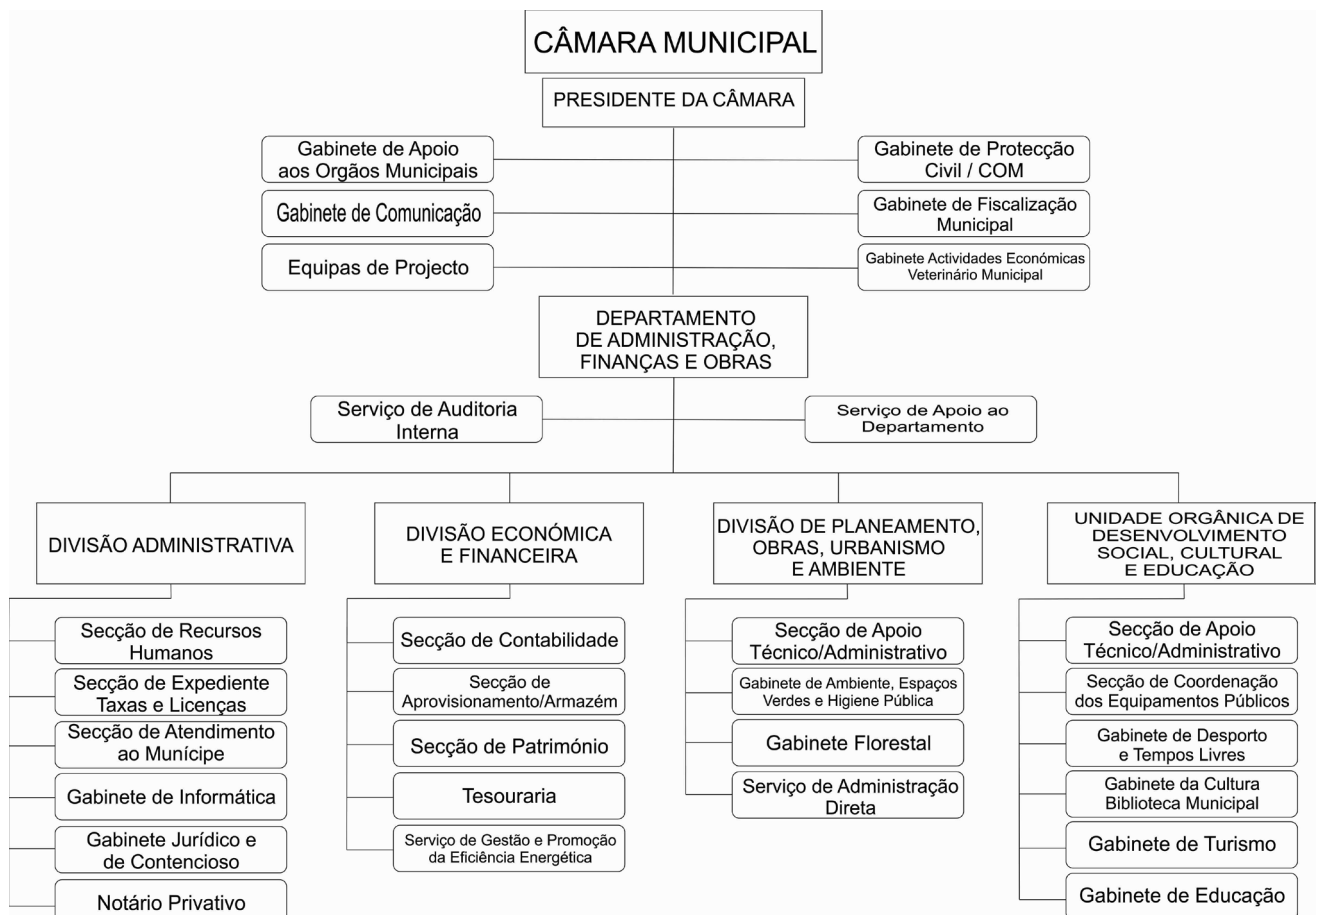 CÂMARA MUNICIPAL
PRESIDENTE DA CÂMARA
Gabinete de Apoio
aos Orgãos Municipais
Gabinete de Protecção
Civil / COM
Gabinete de Comunicação
Gabinete de Fiscalização
Municipal
Equipas de Projecto
Gabinete Actividades Económicas
Veterinário Municipal
DEPARTAMENTO
DE ADMINISTRAÇÃO,
FINANÇAS E OBRAS
Serviço de Auditoria
Interna
Serviço de Apoio ao
Departamento
DIVISÃO ADMINISTRATIVA
Secção de Recursos
Humanos
Secção de Expediente
Taxas e Licenças
Secção de Atendimento
ao Munícipe
Gabinete de Informática
Gabinete Jurídico e
de Contencioso
Notário Privativo
DIVISÃO ECONÓMICA
E FINANCEIRA
Secção de Contabilidade
Secção de
Aprovisionamento/Armazém
Secção de Património
Tesouraria
Serviço de Gestão e Promoção
da Eficiência Energética
DIVISÃO DE PLANEAMENTO,
OBRAS, URBANISMO
E AMBIENTE
Secção de Apoio
Técnico/Administrativo
Gabinete de Ambiente, Espaços
Verdes e Higiene Pública
Gabinete Florestal
Serviço de Administração
Direta
UNIDADE ORGÂNICA DE
DESENVOLVIMENTO
SOCIAL, CULTURAL
E EDUCAÇÃO
Secção de Apoio
Técnico/Administrativo
Secção de Coordenação
dos Equipamentos Públicos
Gabinete de Desporto
e Tempos Livres
Gabinete da Cultura
Biblioteca Municipal
Gabinete de Turismo
Gabinete de Educação